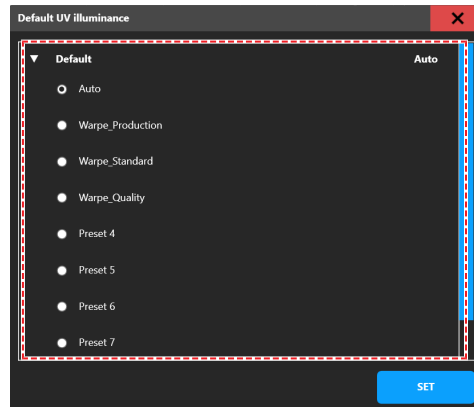 Default UV illuminance
Default Auto
Auto
Warpe_Production
Warpe_Standard
Warpe_Quality
Preset 4
Preset 5
Preset 6
Preset 7
SET